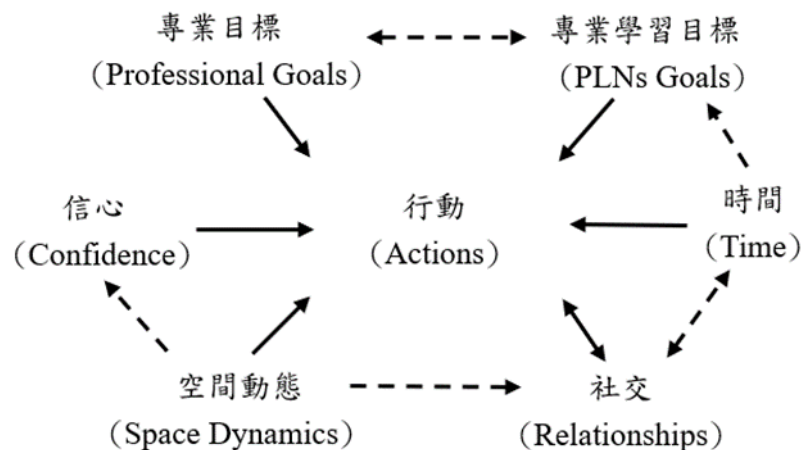 專業目標
（Professional Goals）
專業學習目標
（PLNs Goals）
信心
（Confidence）
行動
（Actions）
時間
（Time）
空間動態
（Space Dynamics）
社交
（Relationships）